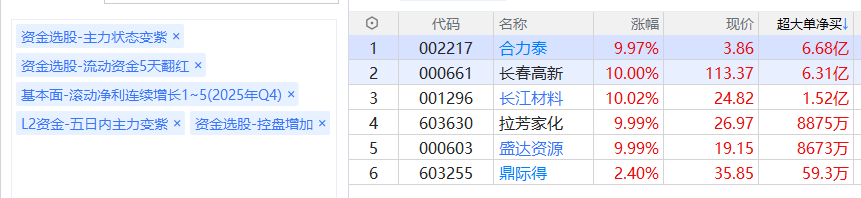 资金选股-主力状态变紫 ×
资金选股-流动资金5天翻红 ×
基本面-滚动净利连续增长1~5(2025年Q4) ×
L2资金-五日内主力变紫 × 资金选股-控盘增加 ×
代码 名称 涨幅 现价 超大单净买↓
1 002217 合力泰 9.97% 3.86 6.68亿
2 000661 长春高新 10.00% 113.37 6.31亿
3 001296 长江材料 10.02% 24.82 1.52亿
4 603630 拉芳家化 9.99% 26.97 8875万
5 000603 盛达资源 9.99% 19.15 8673万
6 603255 鼎际得 2.40% 35.85 59.3万